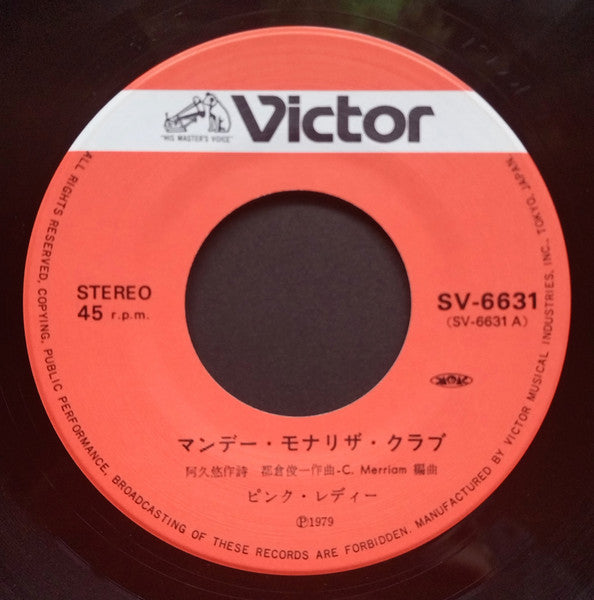 Victor
"HIS MASTER'S VOICE"
STEREO
45 r.p.m.
SV-6631
(SV-6631 A)
マンデー・モナリザ・クラブ
阿久悠作詩 都倉俊一作曲-C. Merriam 編曲
ピンク・レディー
Ⓟ1979
ALL RIGHTS RESERVED, COPYING, PUBLIC PERFORMANCE, BROADCASTING OF THESE RECORDS ARE FORBIDDEN. MANUFACTURED BY VICTOR MUSICAL INDUSTRIES, INC., TOKYO, JAPAN